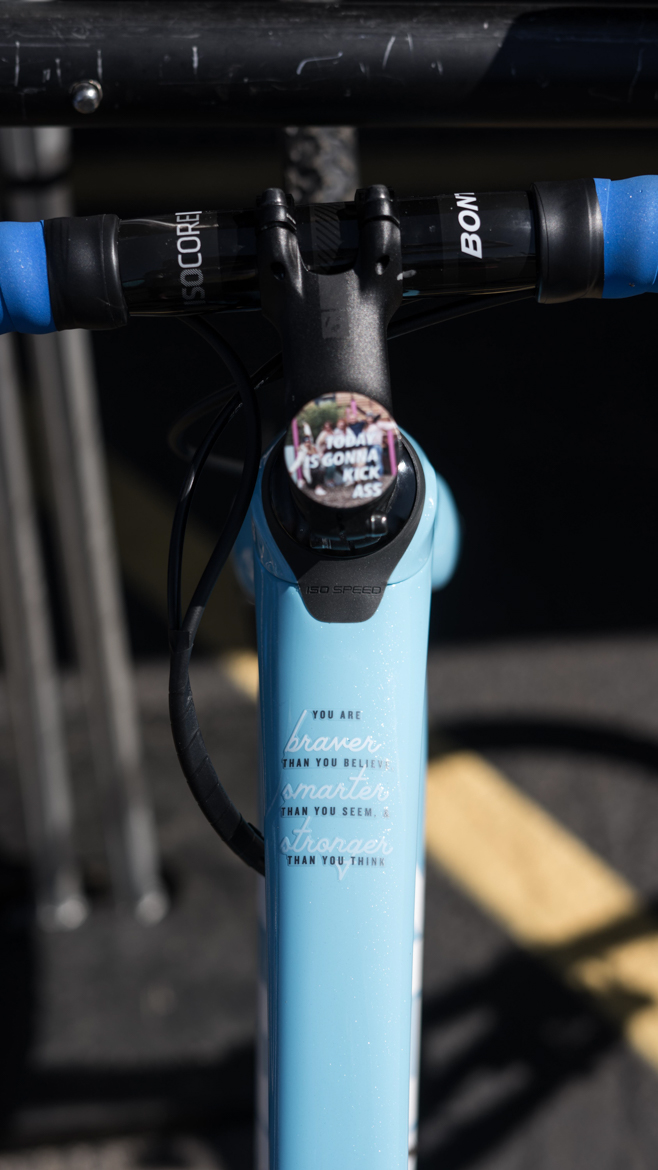 ISOCORE
BONT
TODAY
IS GONNA
KICK
ASS
ISO SPEED
YOU ARE
braver
THAN YOU BELIEVE
smarter
THAN YOU SEEM, &
stronger
THAN YOU THINK